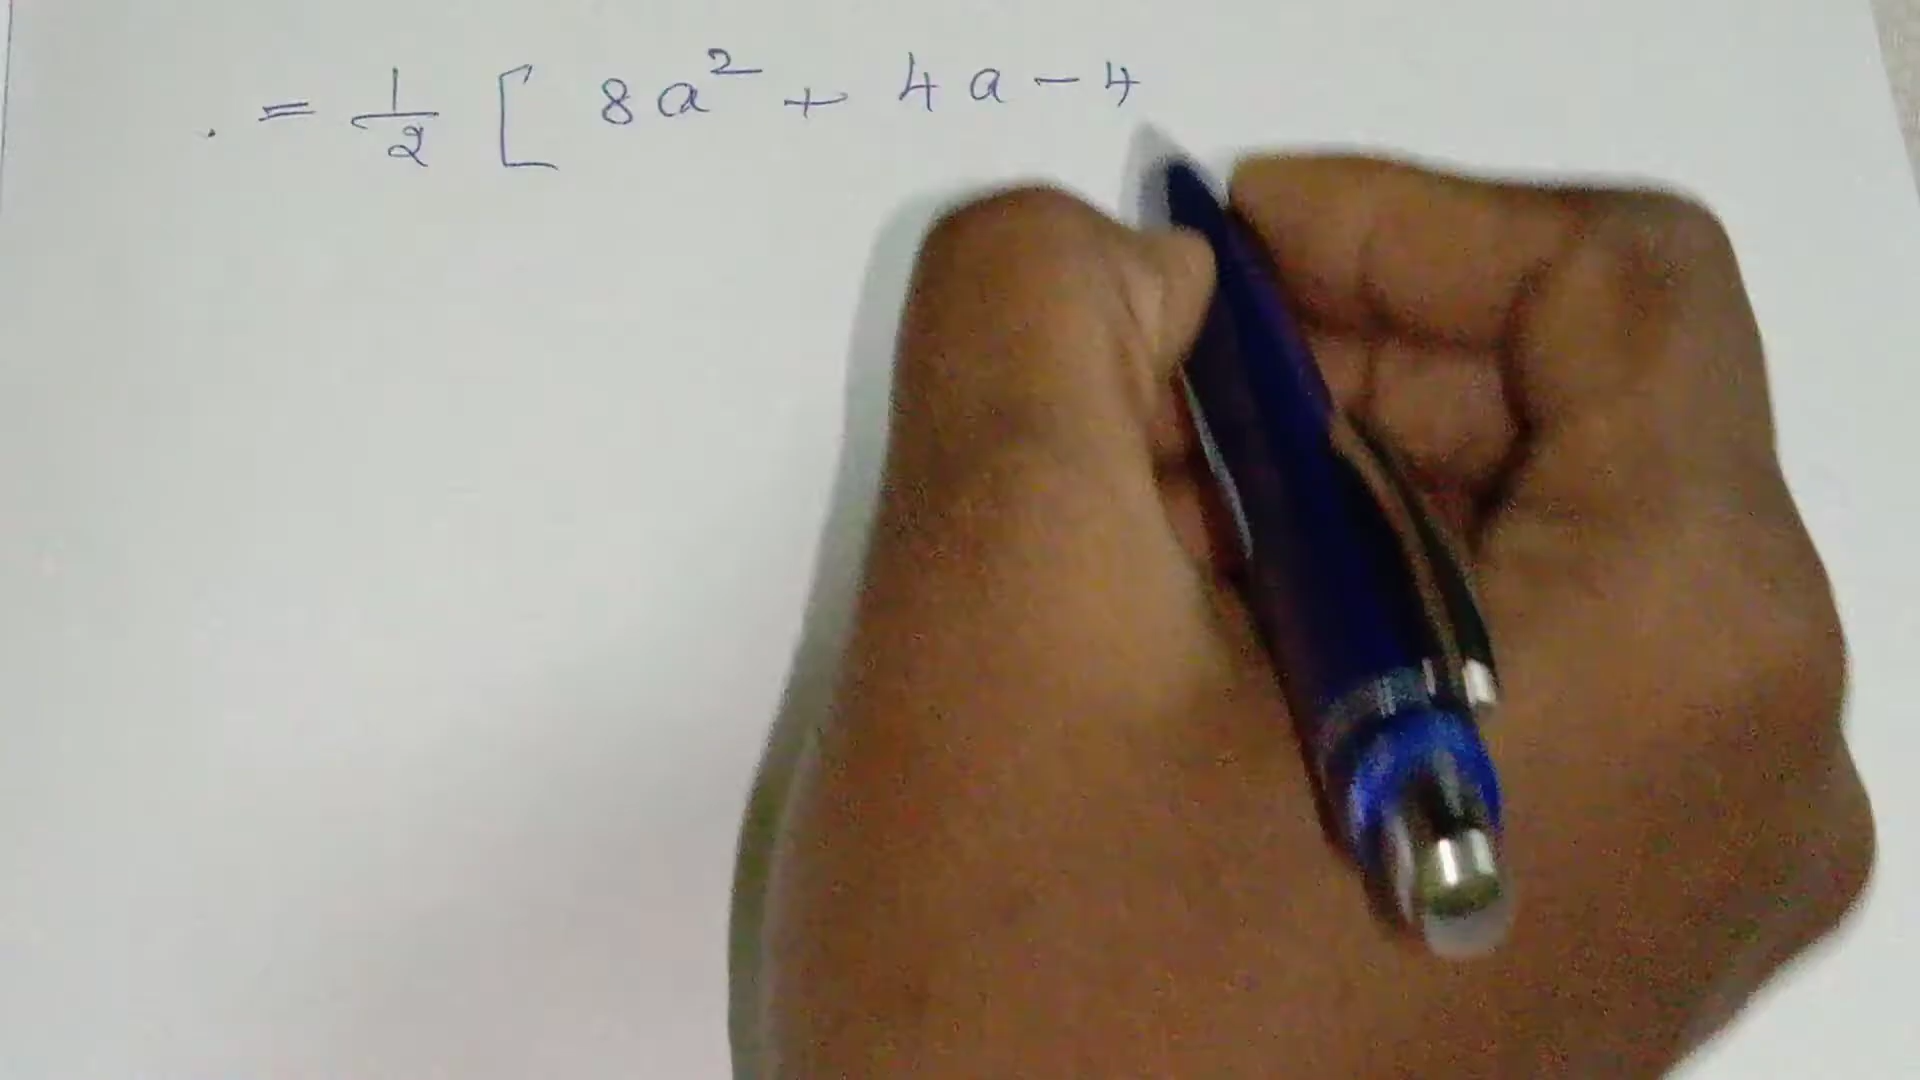 . = 1/2 [ 8a² + 4a - 4